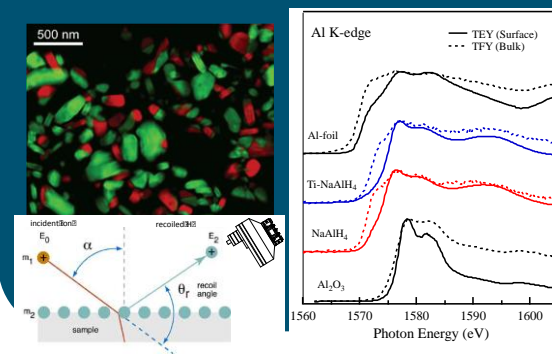 500 nm
incident ion
recoiled H
E0
α
E2
m1
θr
recoil
angle
m2
sample
Al K-edge
TEY (Surface)
TFY (Bulk)
Al-foil
Ti-NaAlH4
NaAlH4
Al2O3
1560
1570
1580
1590
1600
Photon Energy (eV)